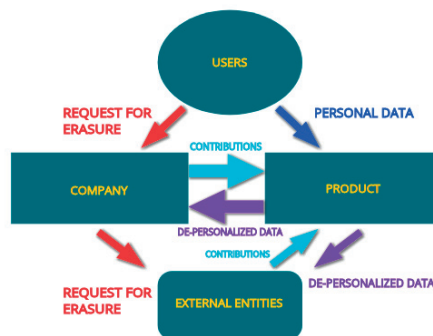 USERS
REQUEST FOR
ERASURE
PERSONAL DATA
CONTRIBUTIONS
COMPANY
PRODUCT
DE-PERSONALIZED DATA
CONTRIBUTIONS
REQUEST FOR
ERASURE
EXTERNAL ENTITIES
DE-PERSONALIZED DATA